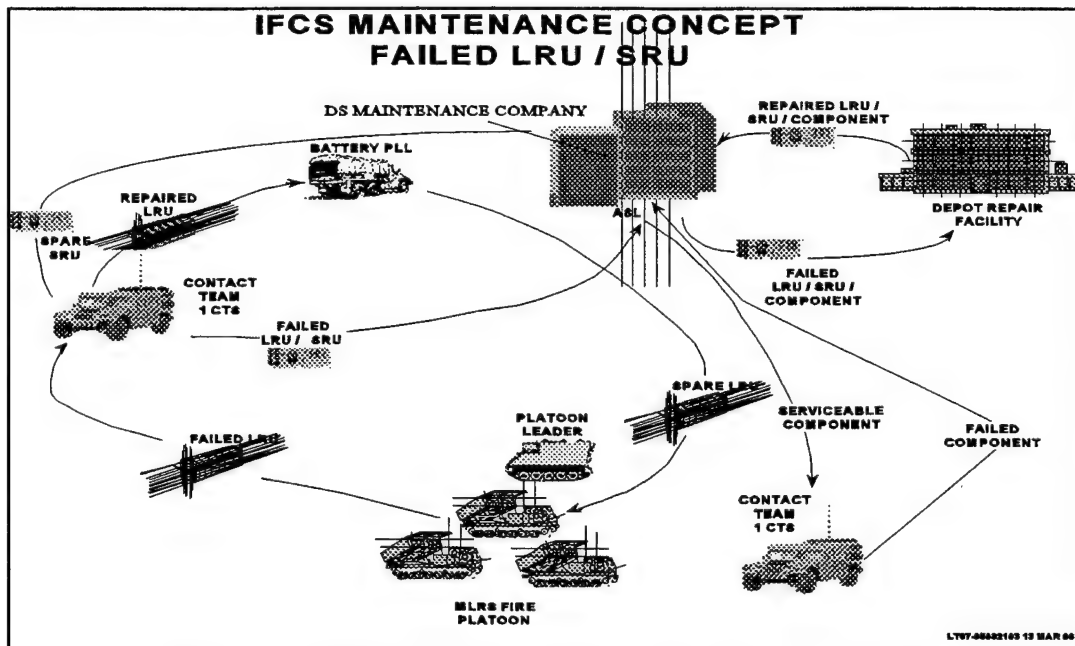 IFCS MAINTENANCE CONCEPT
FAILED LRU / SRU
DS MAINTENANCE COMPANY
BATTERY PLL
REPAIRED LRU /
SRU / COMPONENT
DEPOT REPAIR
FACILITY
REPAIRED
LRU
SPARE
SRU
ASL
FAILED
LRU / SRU /
COMPONENT
CONTACT
TEAM
1 CTS
FAILED
LRU / SRU
SPARE LRU
PLATOON
LEADER
SERVICEABLE
COMPONENT
FAILED
COMPONENT
FAILED LRU
CONTACT
TEAM
1 CTS
MLRS FIRE
PLATOON
13 MAR